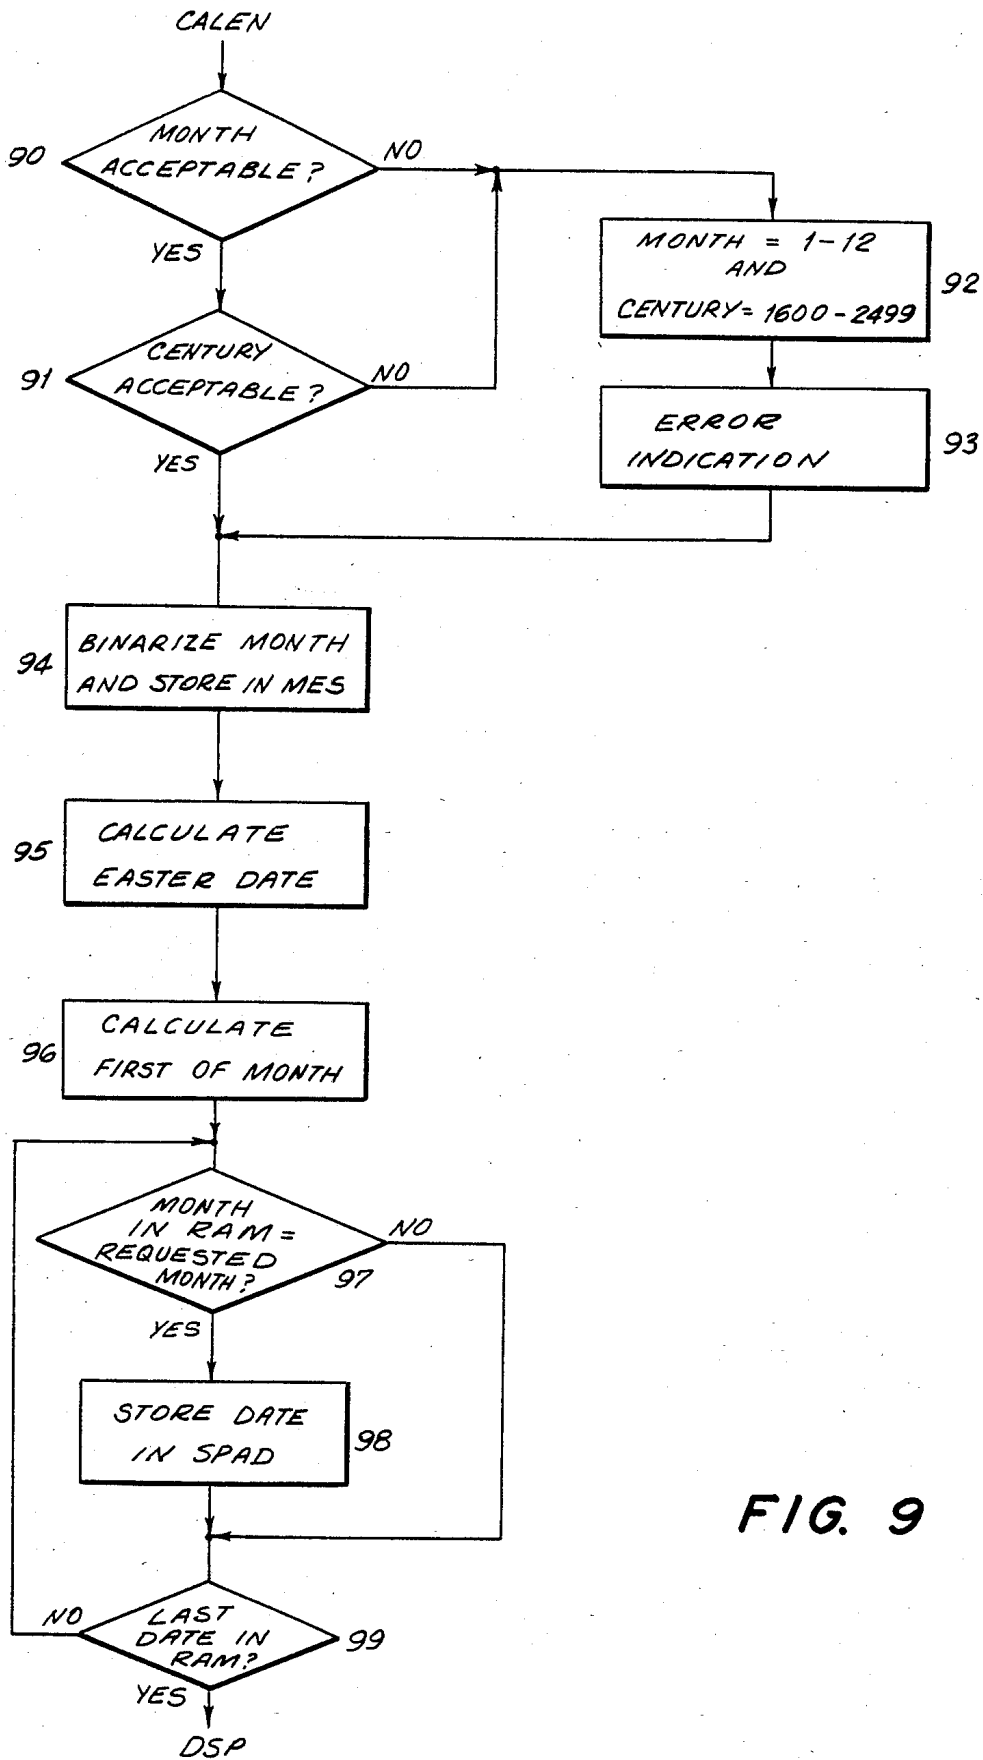 CALEN
90
MONTH
ACCEPTABLE?
NO
YES
MONTH = 1-12
AND
CENTURY= 1600-2499
92
91
CENTURY
ACCEPTABLE?
NO
YES
ERROR
INDICATION
93
94
BINARIZE MONTH
AND STORE IN MES
95
CALCULATE
EASTER DATE
96
CALCULATE
FIRST OF MONTH
MONTH
IN RAM =
REQUESTED
MONTH?
97
NO
YES
STORE DATE
IN SPAD
98
FIG. 9
NO
LAST
DATE IN
RAM?
99
YES
DSP